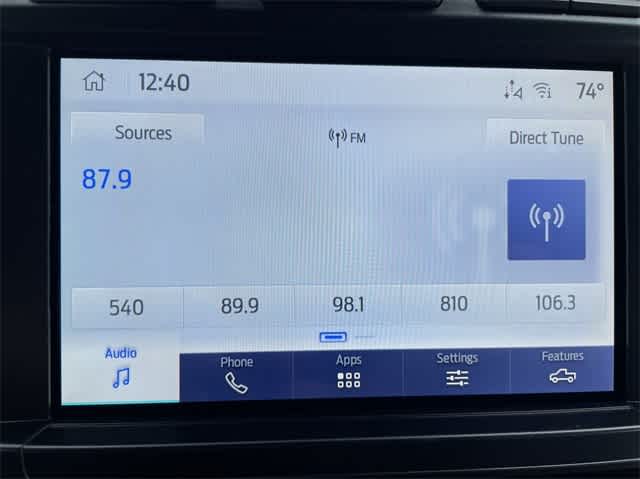 12:40 74°
Sources FM Direct Tune
87.9
540 89.9 98.1 810 106.3
Audio Phone Apps Settings Features